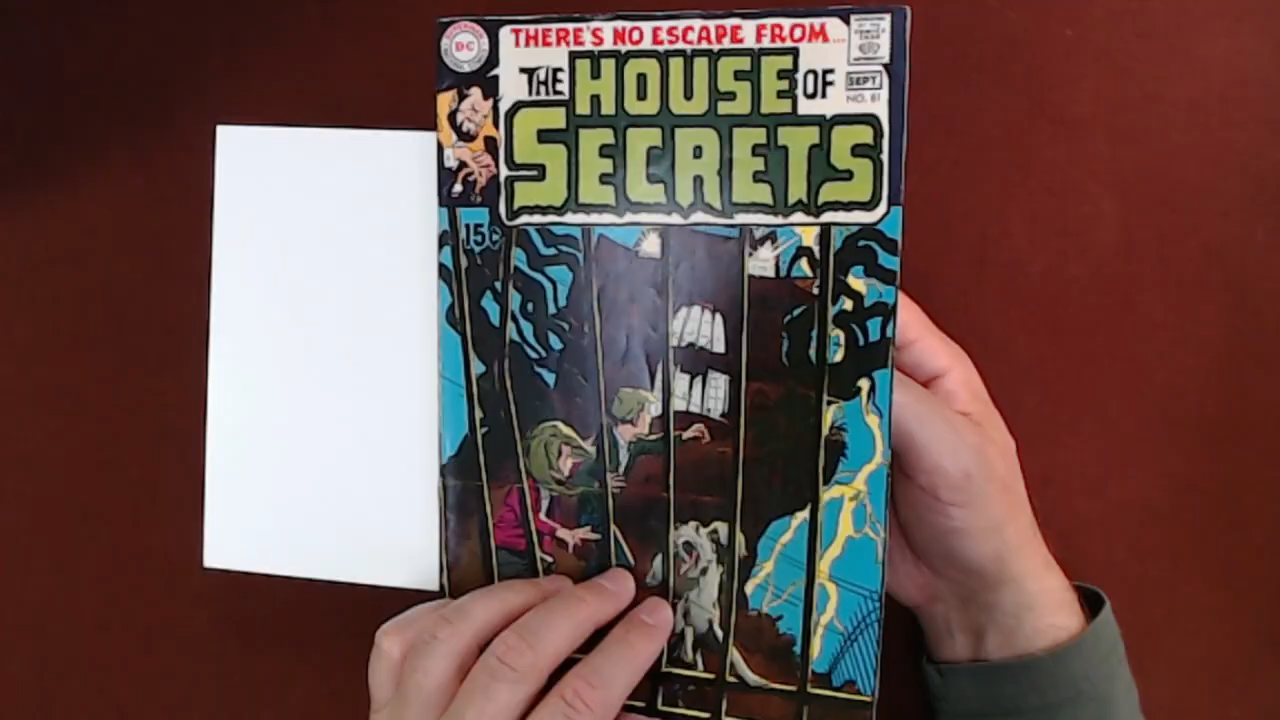 THERE'S NO ESCAPE FROM...
DC
THE HOUSE OF
SEPT.
NO. 81
SECRETS
15¢